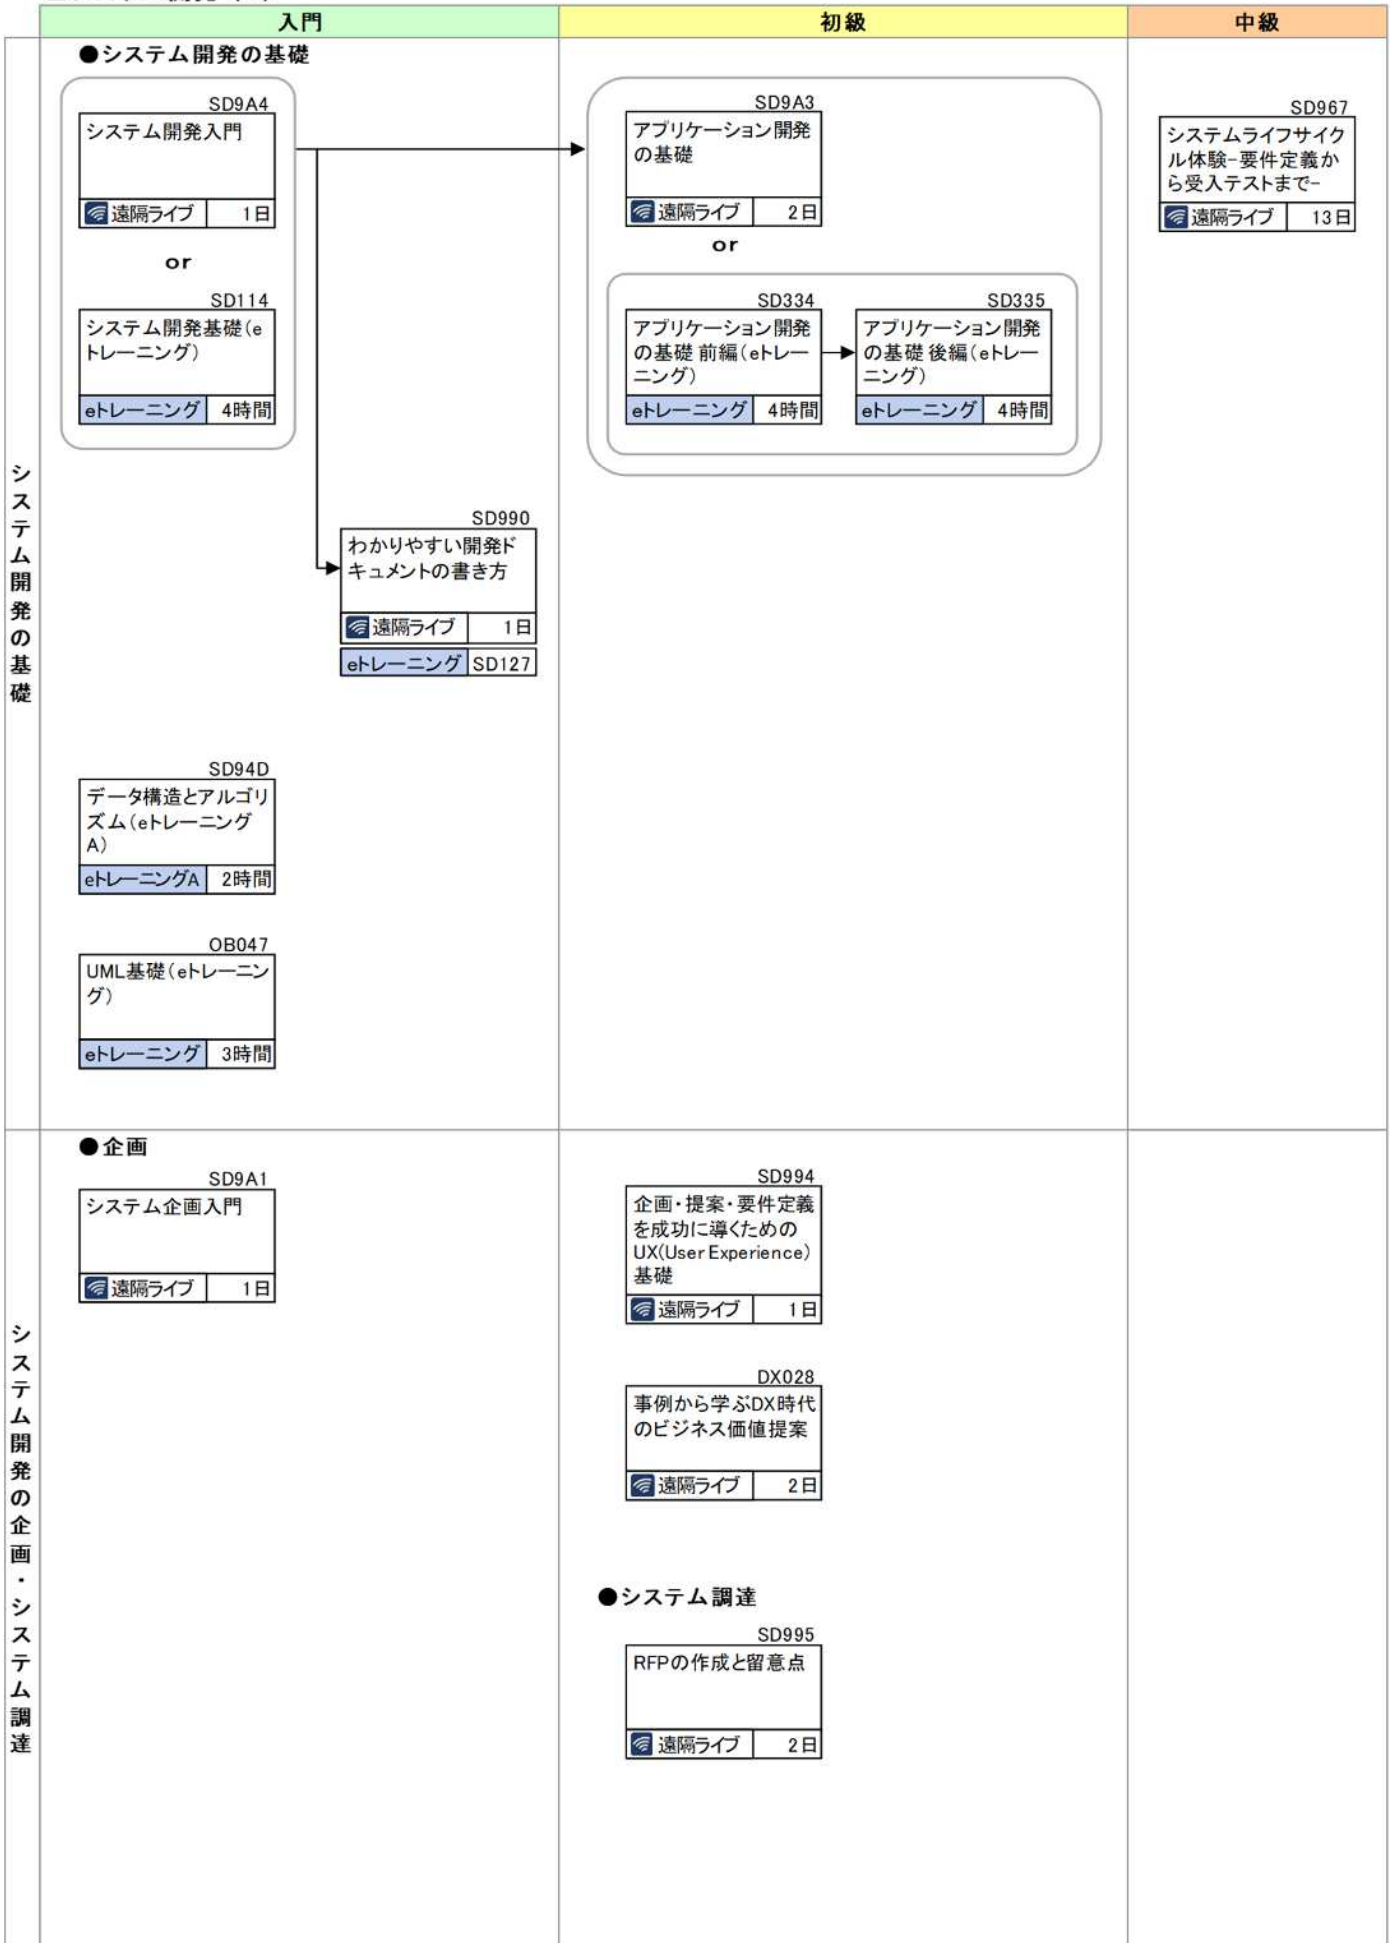 入門
初級
中級
システム開発の基礎
●システム開発の基礎
SD9A4
システム開発入門
遠隔ライブ 1日
or
SD114
システム開発基礎(e
トレーニング)
eトレーニング 4時間
SD990
わかりやすい開発ド
キュメントの書き方
遠隔ライブ 1日
eトレーニング SD127
SD94D
データ構造とアルゴリ
ズム(eトレーニング
A)
eトレーニングA 2時間
OB047
UML基礎(eトレーニン
グ)
eトレーニング 3時間
SD9A3
アプリケーション開発
の基礎
遠隔ライブ 2日
or
SD334
アプリケーション開発
の基礎 前編(eトレー
ニング)
eトレーニング 4時間
SD335
アプリケーション開発
の基礎 後編(eトレー
ニング)
eトレーニング 4時間
SD967
システムライフサイク
ル体験-要件定義か
ら受入テストまで-
遠隔ライブ 13日
システム開発の企画・システム調達
●企画
SD9A1
システム企画入門
遠隔ライブ 1日
SD994
企画・提案・要件定義
を成功に導くための
UX(User Experience)
基礎
遠隔ライブ 1日
DX028
事例から学ぶDX時代
のビジネス価値提案
遠隔ライブ 2日
●システム調達
SD995
RFPの作成と留意点
遠隔ライブ 2日